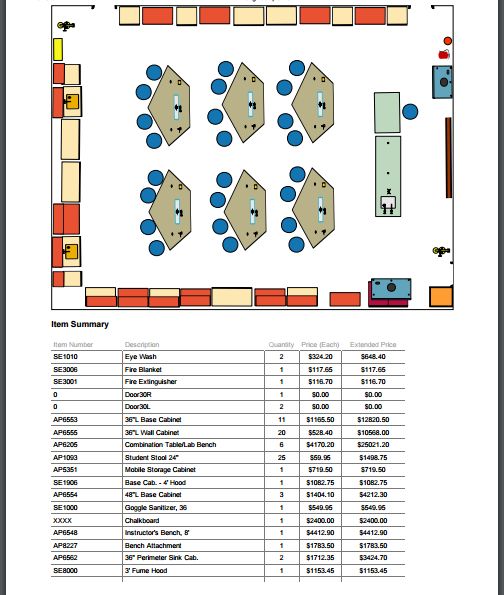 Item Summary
Item Number Description Quantity Price (Each) Extended Price
SE1010 Eye Wash 2 $324.20 $648.40
SE3006 Fire Blanket 1 $117.65 $117.65
SE3001 Fire Extinguisher 1 $116.70 $116.70
0 Door30R 1 $0.00 $0.00
0 Door30L 2 $0.00 $0.00
AP6553 36"L Base Cabinet 11 $1165.50 $12820.50
AP6555 36"L Wall Cabinet 20 $528.40 $10568.00
AP6205 Combination Table/Lab Bench 6 $4170.20 $25021.20
AP1093 Student Stool 24" 25 $59.95 $1498.75
AP5351 Mobile Storage Cabinet 1 $719.50 $719.50
SE1906 Base Cab. - 4' Hood 1 $1082.75 $1082.75
AP6554 48"L Base Cabinet 3 $1404.10 $4212.30
SE1000 Goggle Sanitizer, 36 1 $549.95 $549.95
XXXX Chalkboard 1 $2400.00 $2400.00
AP6548 Instructor's Bench, 8' 1 $4412.90 $4412.90
AP8227 Bench Attachment 1 $1783.50 $1783.50
AP6562 36" Perimeter Sink Cab. 2 $1712.35 $3424.70
SE8000 3' Fume Hood 1 $1153.45 $1153.45